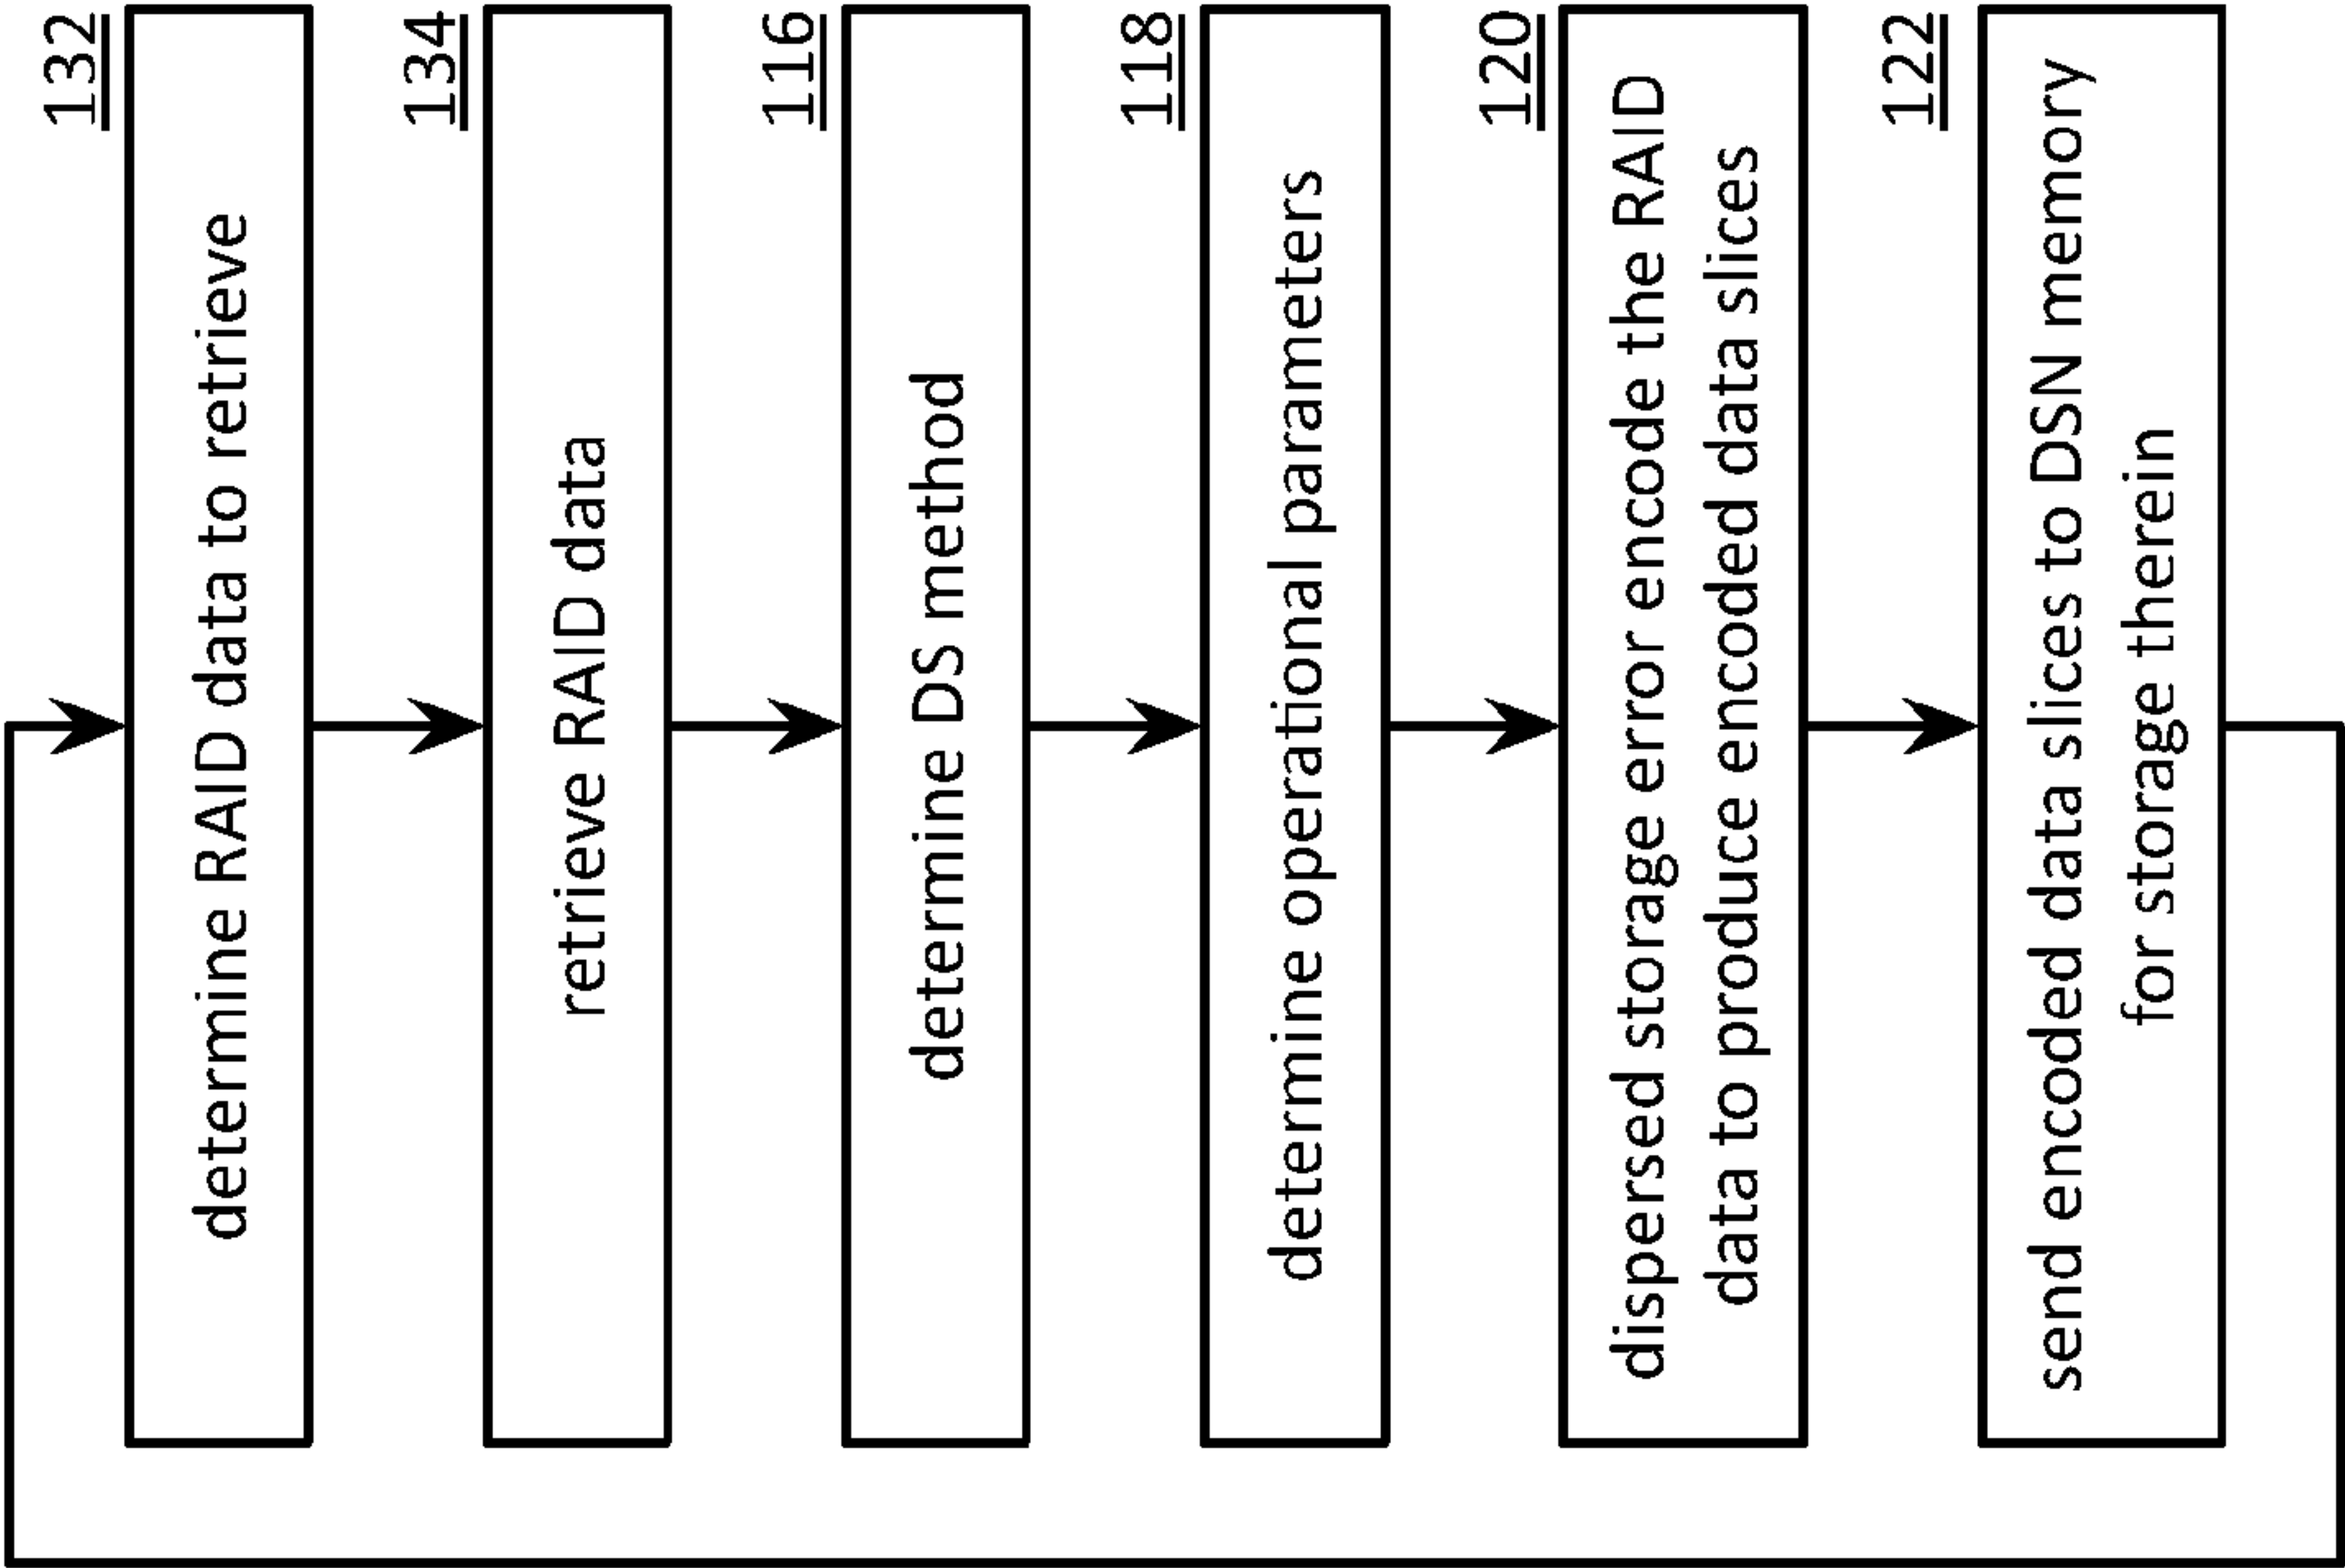 132
determine RAID data to retrieve
134
retrieve RAID data
116
determine DS method
118
determine operational parameters
120
dispersed storage error encode the RAID
data to produce encoded data slices
122
send encoded data slices to DSN memory
for storage therein